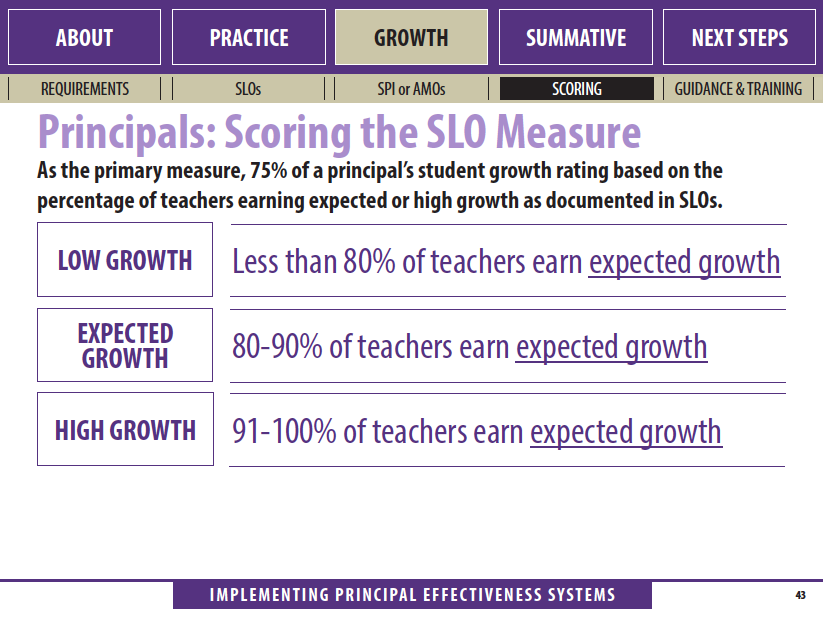 ABOUT
PRACTICE
GROWTH
SUMMATIVE
NEXT STEPS
REQUIREMENTS
SLOs
SPI or AMOs
SCORING
GUIDANCE & TRAINING
Principals: Scoring the SLO Measure
As the primary measure, 75% of a principal's student growth rating based on the
percentage of teachers earning expected or high growth as documented in SLOs.
LOW GROWTH
Less than 80% of teachers earn expected growth
EXPECTED
GROWTH
80-90% of teachers earn expected growth
HIGH GROWTH
91-100% of teachers earn expected growth
IMPLEMENTING PRINCIPAL EFFECTIVENESS SYSTEMS
43